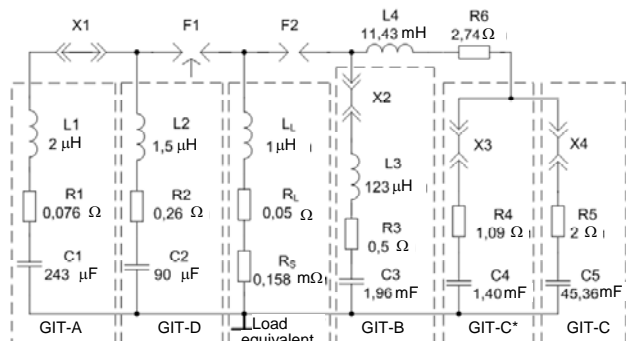 X1
F1
F2
L4
11,43 mH
R6
2,74 Ω
L1
2 μH
L2
1,5 μH
L_L
1 μH
X2
X3
X4
L3
123 μH
R1
0,076 Ω
R2
0,26 Ω
R_L
0,05 Ω
R3
0,5 Ω
R4
1,09 Ω
R5
2 Ω
C1
243 μF
C2
90 μF
R_S
0,158 mΩ
C3
1,96 mF
C4
1,40 mF
C5
45,36 mF
GIT-A
GIT-D
Load
equivalent
GIT-B
GIT-C*
GIT-C